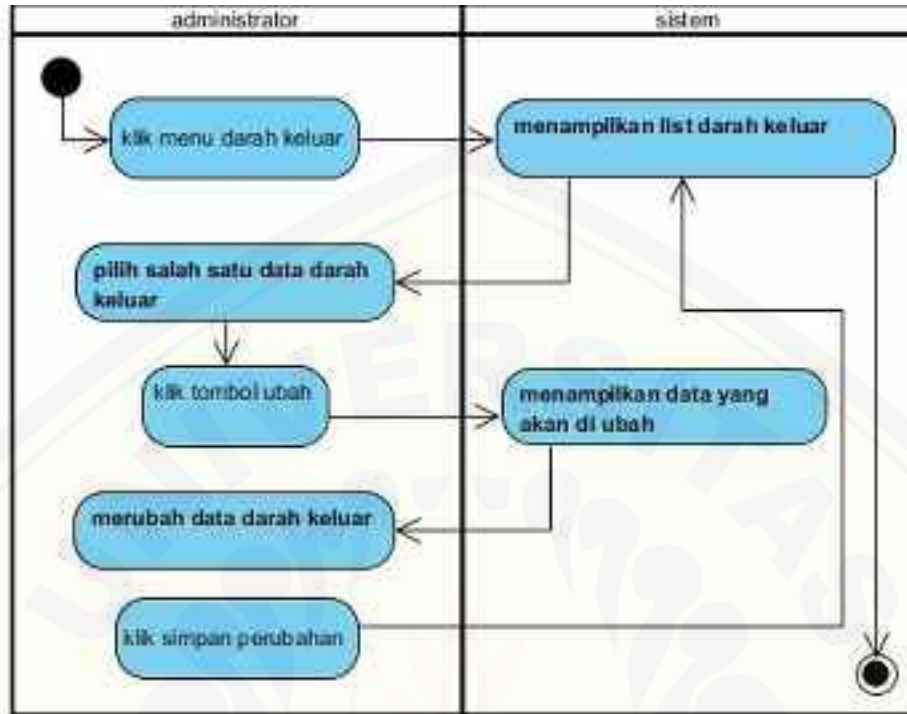 administrator
sistem
klik menu darah keluar
menampilkan list darah keluar
pilih salah satu data darah
keluar
klik tombol ubah
menampilkan data yang
akan di ubah
merubah data darah keluar
klik simpan perubahan
UNIVERSITAS